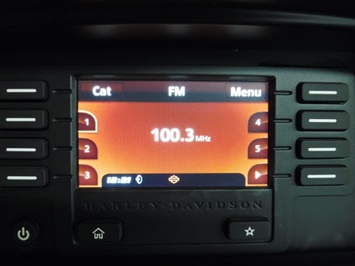 Cat FM Menu
1 4
100.3 MHz
2 5
3
HARLEY-DAVIDSON